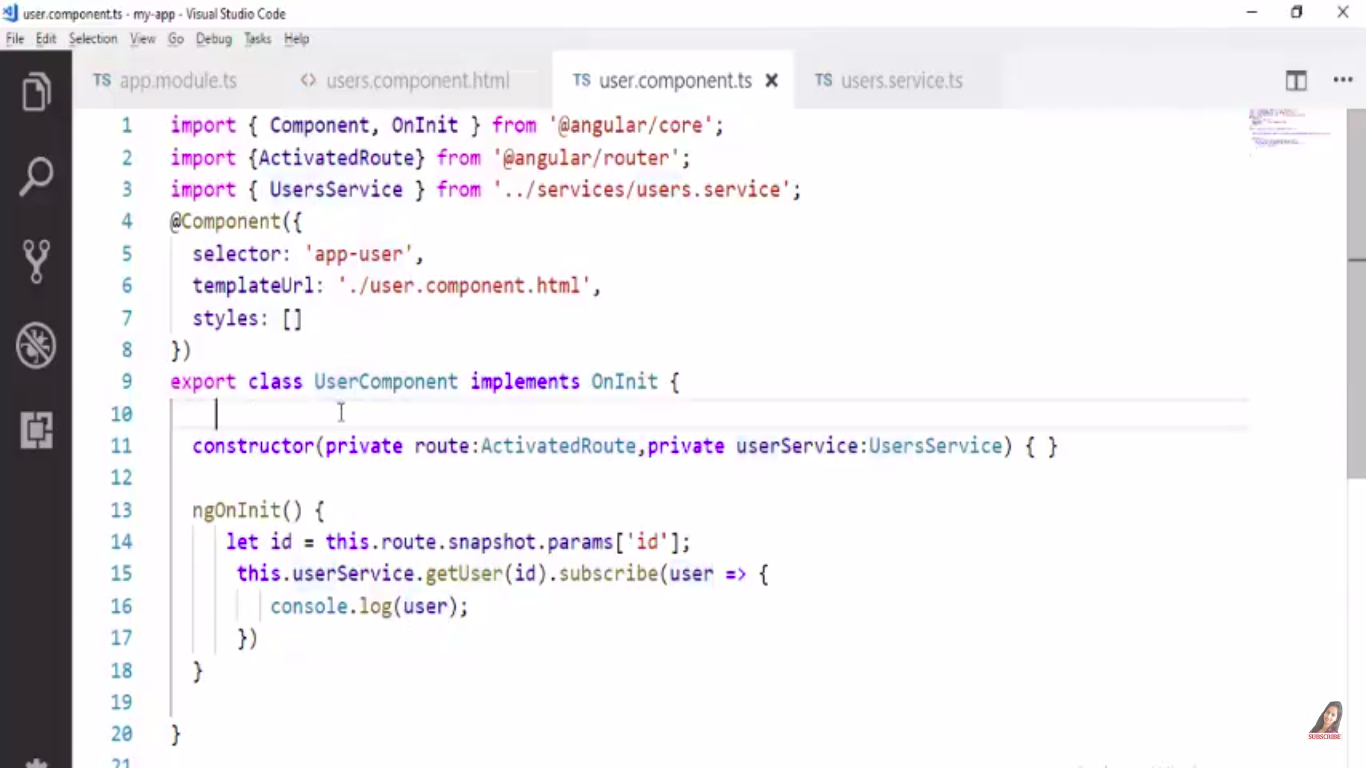 user.component.ts - my-app - Visual Studio Code
File Edit Selection View Go Debug Tasks Help
TS app.module.ts <> users.component.html TS user.component.ts × TS users.service.ts
1 import { Component, OnInit } from '@angular/core';
2 import {ActivatedRoute} from '@angular/router';
3 import { UsersService } from '../services/users.service';
4 @Component({
5 selector: 'app-user',
6 templateUrl: './user.component.html',
7 styles: []
8 })
9 export class UserComponent implements OnInit {
10
11 constructor(private route:ActivatedRoute,private userService:UsersService) { }
12
13 ngOnInit() {
14 let id = this.route.snapshot.params['id'];
15 this.userService.getUser(id).subscribe(user => {
16 console.log(user);
17 })
18 }
19
20 }
21
SUBSCRIBE